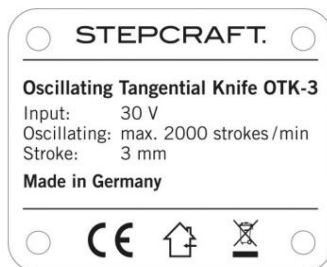 STEPCRAFT.
Oscillating Tangential Knife OTK-3
Input: 30 V
Oscillating: max. 2000 strokes/min
Stroke: 3 mm
Made in Germany
CE